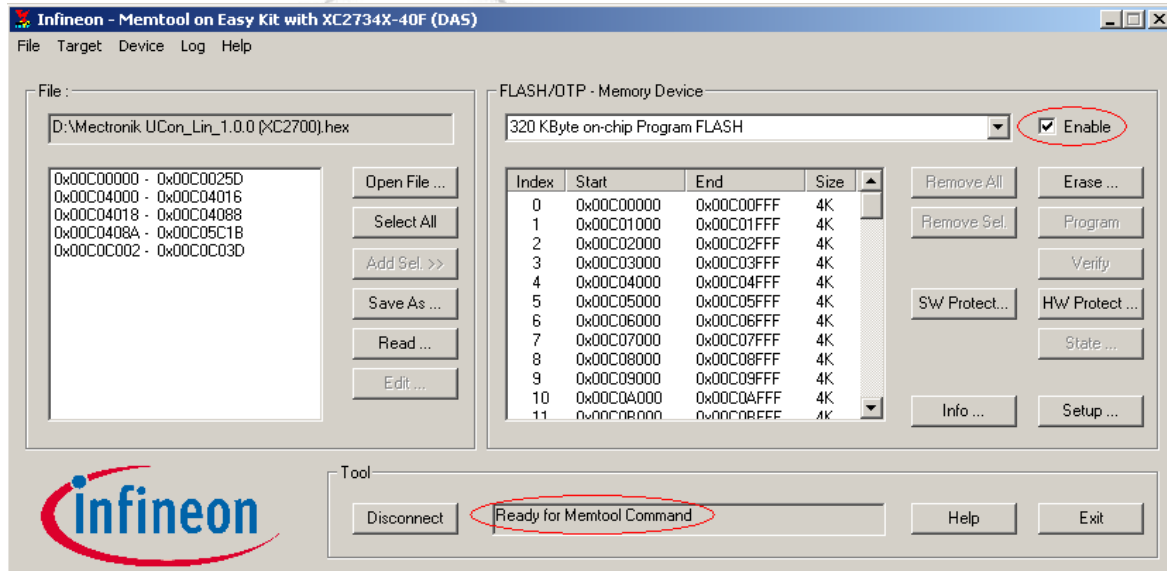 Infineon - Memtool on Easy Kit with XC2734X-40F (DAS)
File Target Device Log Help
File :
D:\Mectronik UCon_Lin_1.0.0 (XC2700).hex
0x00C00000 - 0x00C0025D
0x00C04000 - 0x00C04016
0x00C04018 - 0x00C04088
0x00C0408A - 0x00C05C1B
0x00C0C002 - 0x00C0C03D
Open File ...
Select All
Add Sel. >>
Save As ...
Read ...
Edit ...
FLASH/OTP - Memory Device
320 KByte on-chip Program FLASH
Enable
Index Start End Size
0 0x00C00000 0x00C00FFF 4K
1 0x00C01000 0x00C01FFF 4K
2 0x00C02000 0x00C02FFF 4K
3 0x00C03000 0x00C03FFF 4K
4 0x00C04000 0x00C04FFF 4K
5 0x00C05000 0x00C05FFF 4K
6 0x00C06000 0x00C06FFF 4K
7 0x00C07000 0x00C07FFF 4K
8 0x00C08000 0x00C08FFF 4K
9 0x00C09000 0x00C09FFF 4K
10 0x00C0A000 0x00C0AFFF 4K
11 0x00C0B000 0x00C0BFFF 4K
Remove All
Remove Sel.
SW Protect...
Info ...
Erase ...
Program
Verify
HW Protect ...
State ...
Setup ...
infineon
Tool
Disconnect
Ready for Memtool Command
Help
Exit